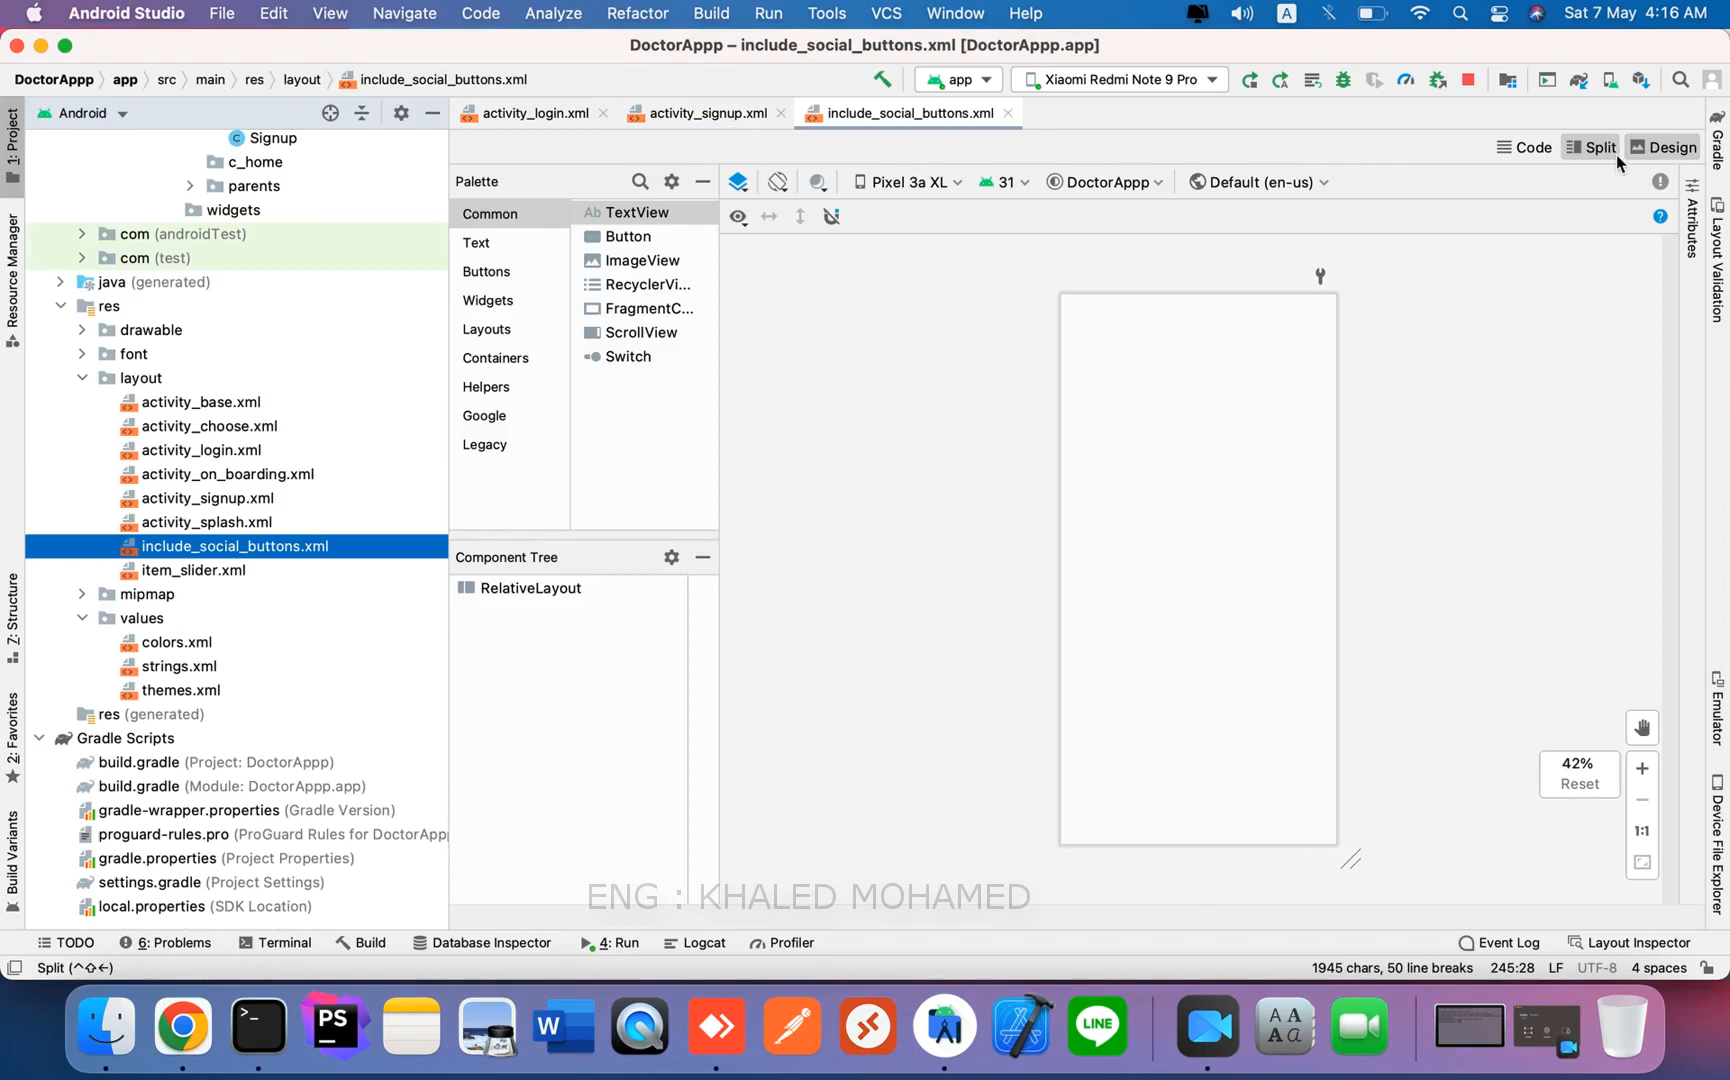 Android Studio File Edit View Navigate Code Analyze Refactor Build Run Tools VCS Window Help A Sat 7 May 4:16 AM
DoctorAppp – include_social_buttons.xml [DoctorAppp.app]
DoctorAppp app src main res layout include_social_buttons.xml app Xiaomi Redmi Note 9 Pro
Android activity_login.xml activity_signup.xml include_social_buttons.xml
Code Split Design
Signup
c_home
parents
widgets
com (androidTest)
com (test)
java (generated)
res
drawable
font
layout
activity_base.xml
activity_choose.xml
activity_login.xml
activity_on_boarding.xml
activity_signup.xml
activity_splash.xml
include_social_buttons.xml
item_slider.xml
mipmap
values
colors.xml
strings.xml
themes.xml
res (generated)
Gradle Scripts
build.gradle (Project: DoctorAppp)
build.gradle (Module: DoctorAppp.app)
gradle-wrapper.properties (Gradle Version)
proguard-rules.pro (ProGuard Rules for DoctorAppp
gradle.properties (Project Properties)
settings.gradle (Project Settings)
local.properties (SDK Location)
Palette
Common
Text
Buttons
Widgets
Layouts
Containers
Helpers
Google
Legacy
Ab TextView
Button
ImageView
RecyclerVi...
FragmentC...
ScrollView
Switch
Component Tree
RelativeLayout
Pixel 3a XL 31 DoctorAppp Default (en-us)
42%
Reset
1:1
ENG : KHALED MOHAMED
1: Project
Resource Manager
7: Structure
2: Favorites
Build Variants
Attributes
Gradle
Layout Validation
Emulator
Device File Explorer
TODO 6: Problems Terminal Build Database Inspector 4: Run Logcat Profiler Event Log Layout Inspector
Split (^⇧←) 1945 chars, 50 line breaks 245:28 LF UTF-8 4 spaces
>_
PS
W
LINE
AA
Aa